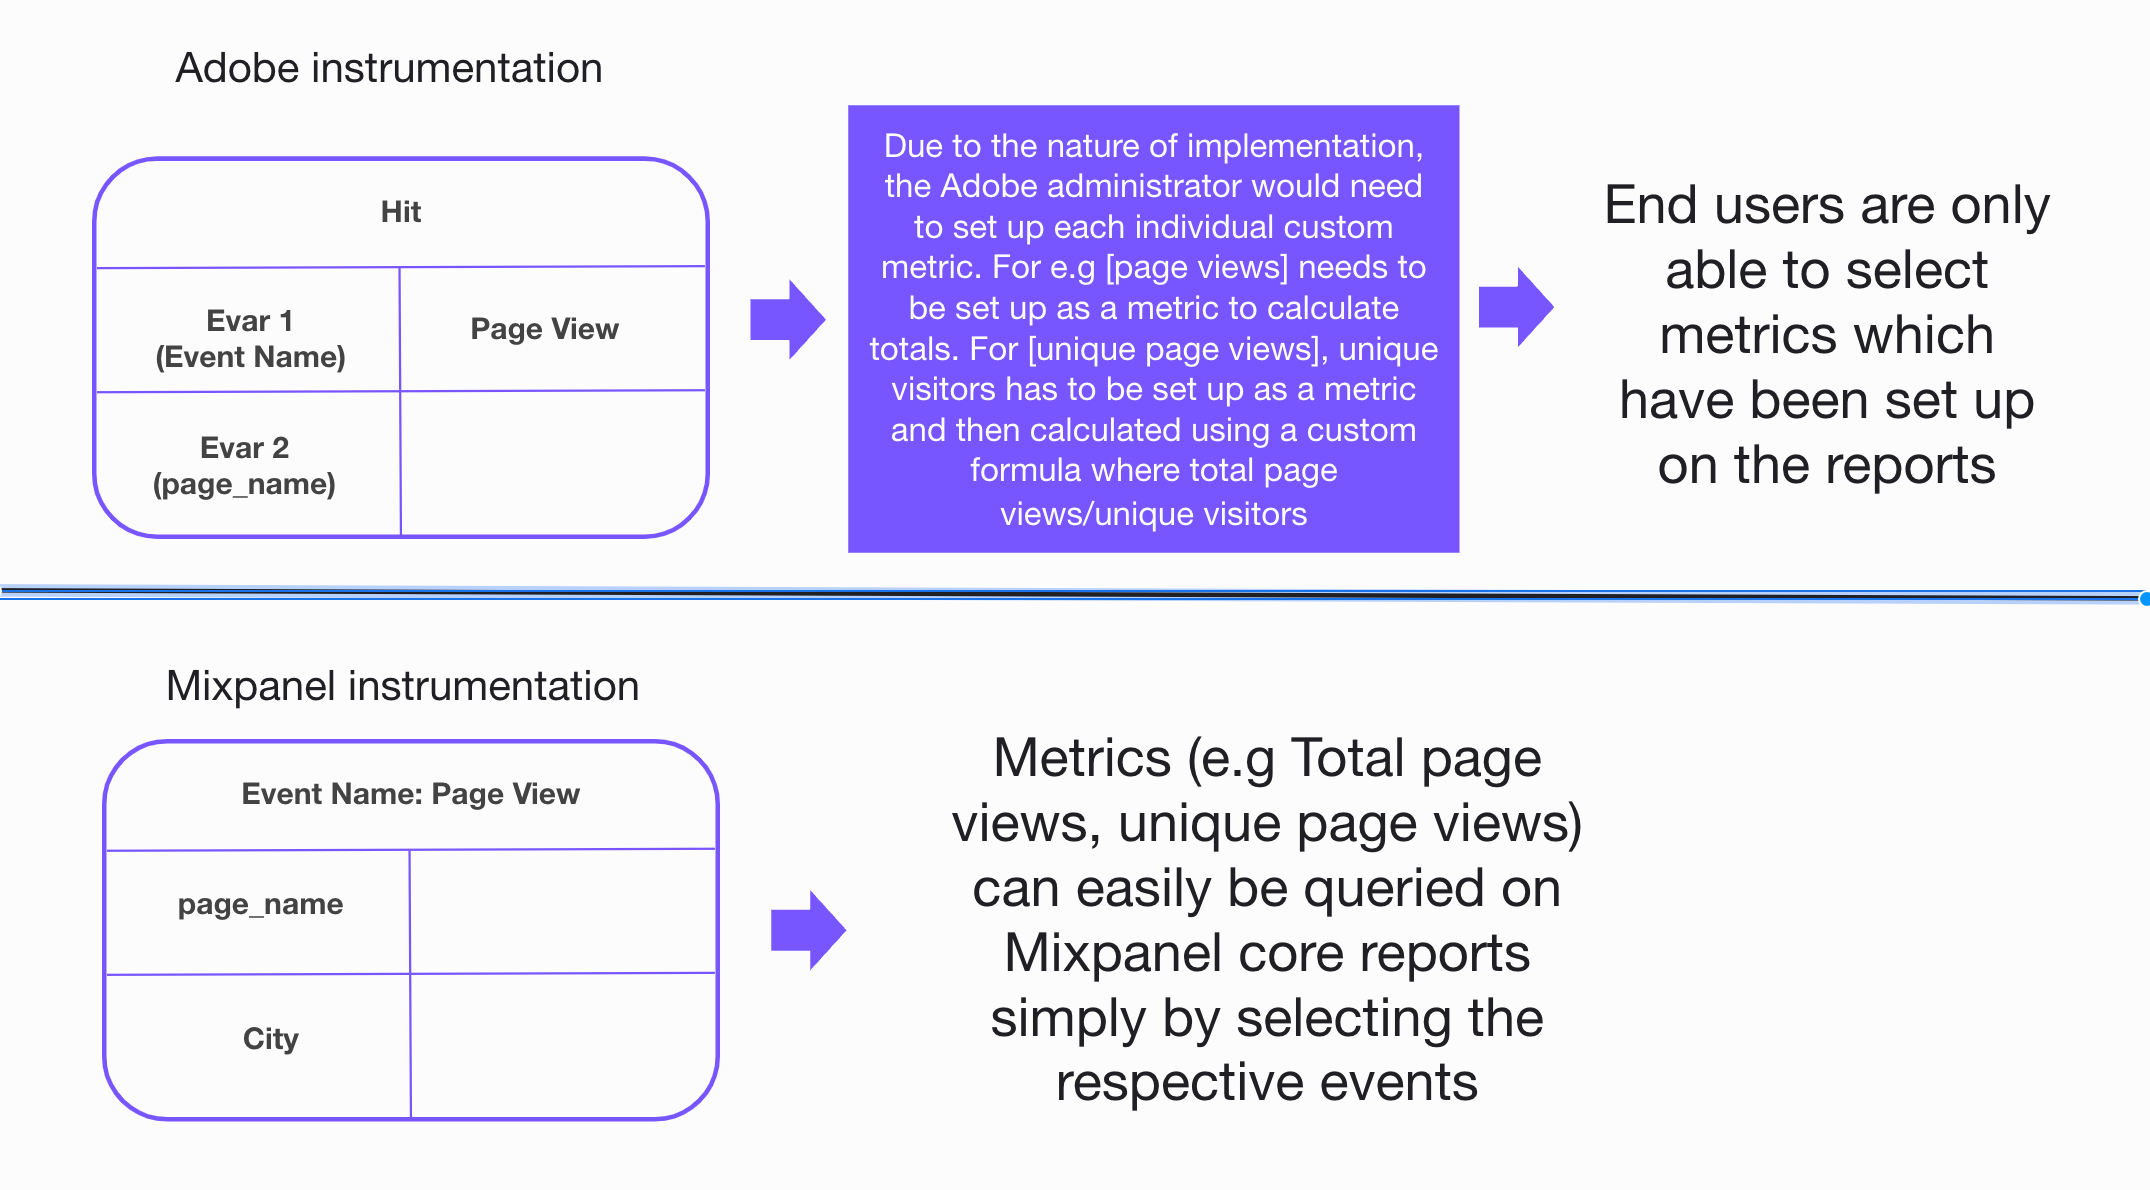 Adobe instrumentation
Hit
Evar 1
(Event Name)
Page View
Evar 2
(page_name)
Due to the nature of implementation,
the Adobe administrator would need
to set up each individual custom
metric. For e.g [page views] needs to
be set up as a metric to calculate
totals. For [unique page views], unique
visitors has to be set up as a metric
and then calculated using a custom
formula where total page
views/unique visitors
End users are only
able to select
metrics which
have been set up
on the reports
Mixpanel instrumentation
Event Name: Page View
page_name
City
Metrics (e.g Total page
views, unique page views)
can easily be queried on
Mixpanel core reports
simply by selecting the
respective events